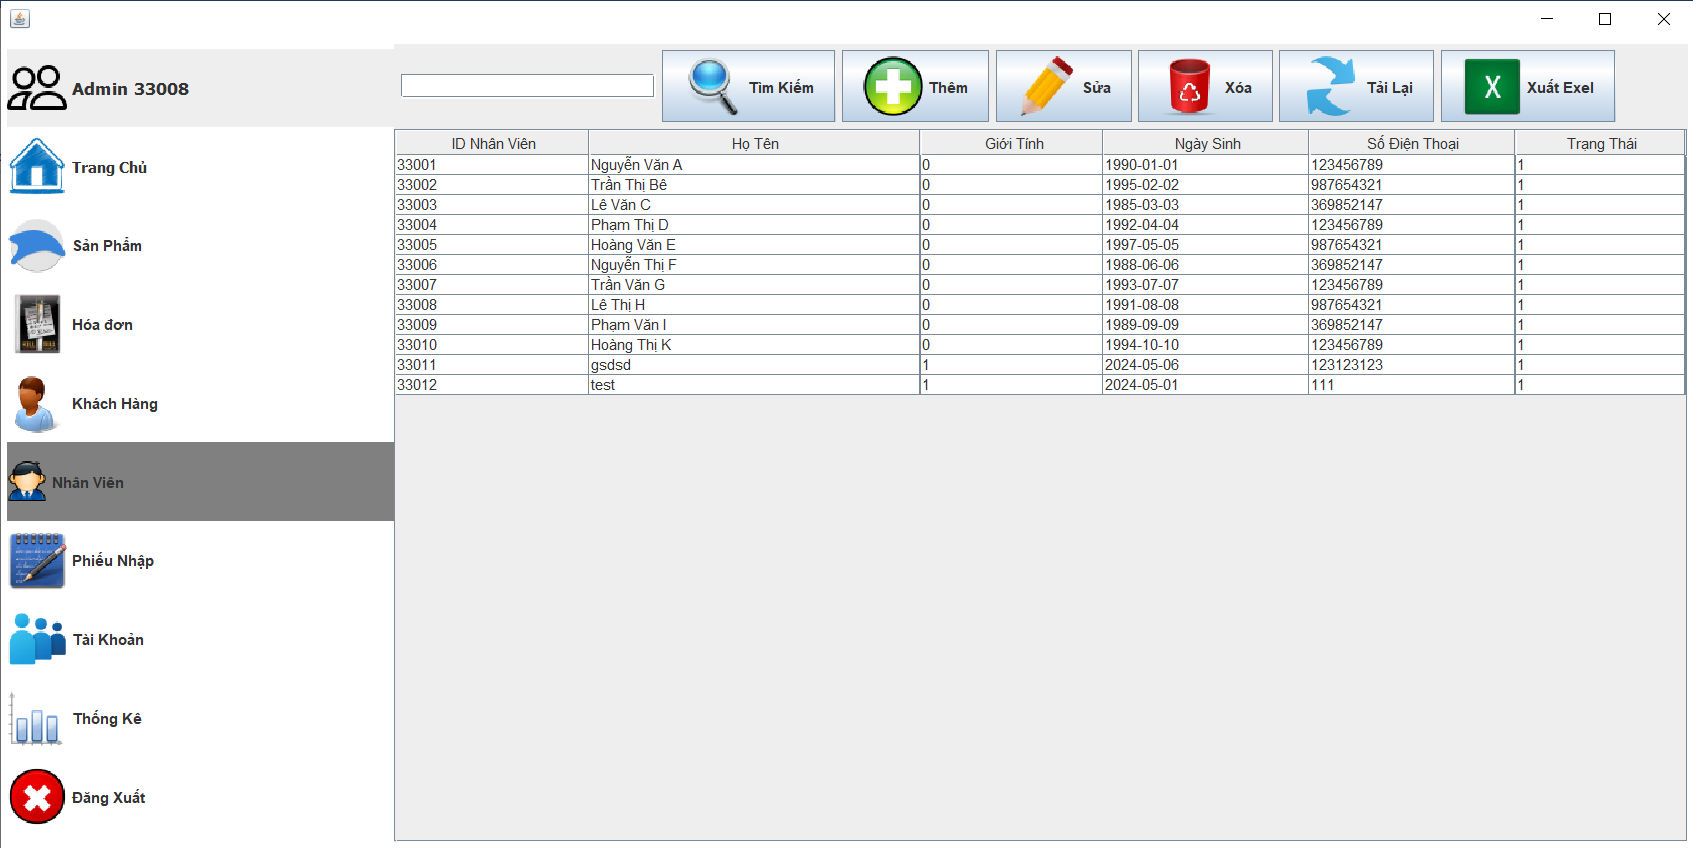 Admin 33008
Tìm Kiếm
Thêm
Sửa
Xóa
Tải Lại
X
Xuất Exel
Trang Chủ
Sản Phẩm
Hóa đơn
Khách Hàng
Nhân Viên
Phiếu Nhập
Tài Khoản
Thống Kê
Đăng Xuất
ID Nhân Viên Họ Tên Giới Tính Ngày Sinh Số Điện Thoại Trạng Thái
33001 Nguyễn Văn A 0 1990-01-01 123456789 1
33002 Trần Thị Bê 0 1995-02-02 987654321 1
33003 Lê Văn C 0 1985-03-03 369852147 1
33004 Phạm Thị D 0 1992-04-04 123456789 1
33005 Hoàng Văn E 0 1997-05-05 987654321 1
33006 Nguyễn Thị F 0 1988-06-06 369852147 1
33007 Trần Văn G 0 1993-07-07 123456789 1
33008 Lê Thị H 0 1991-08-08 987654321 1
33009 Phạm Văn I 0 1989-09-09 369852147 1
33010 Hoàng Thị K 0 1994-10-10 123456789 1
33011 gsdsd 1 2024-05-06 123123123 1
33012 test 1 2024-05-01 111 1